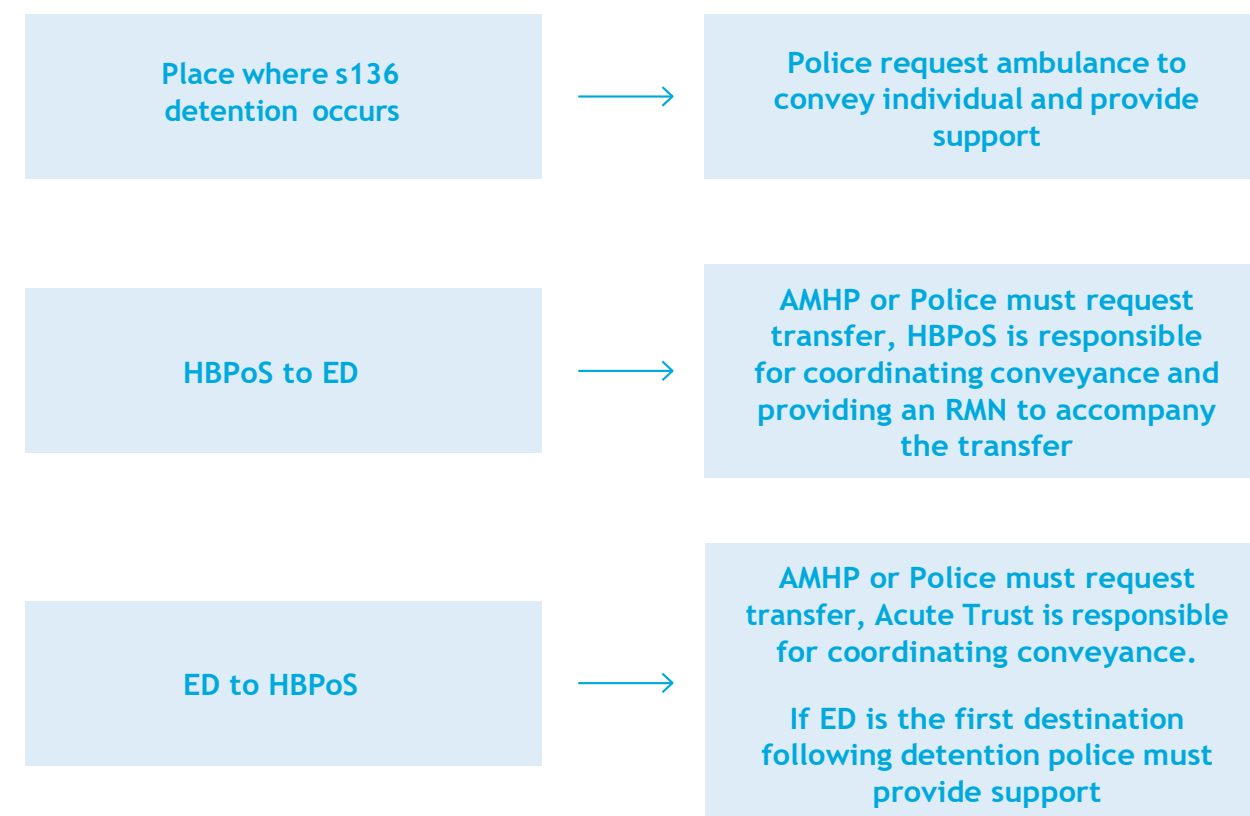 Place where s136
detention occurs
Police request ambulance to
convey individual and provide
support
HBPoS to ED
AMHP or Police must request
transfer, HBPoS is responsible
for coordinating conveyance and
providing an RMN to accompany
the transfer
ED to HBPoS
AMHP or Police must request
transfer, Acute Trust is responsible
for coordinating conveyance.
If ED is the first destination
following detention police must
provide support